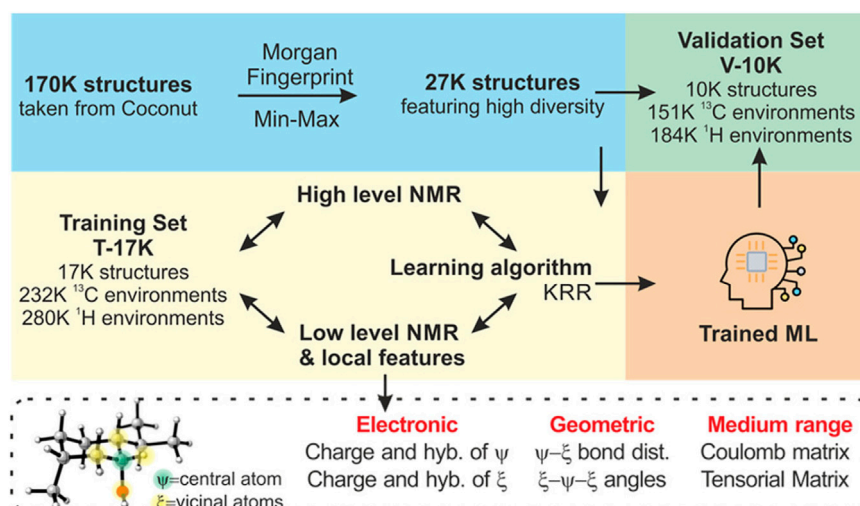 170K structures
taken from Coconut
Morgan
Fingerprint
Min-Max
27K structures
featuring high diversity
Validation Set
V-10K
10K structures
151K ¹³C environments
184K ¹H environments
Training Set
T-17K
17K structures
232K ¹³C environments
280K ¹H environments
High level NMR
Learning algorithm
KRR
Low level NMR
& local features
Trained ML
ψ=central atom
ξ=vicinal atoms
Electronic
Charge and hyb. of ψ
Charge and hyb. of ξ
Geometric
ψ–ξ bond dist.
ξ–ψ–ξ angles
Medium range
Coulomb matrix
Tensorial Matrix